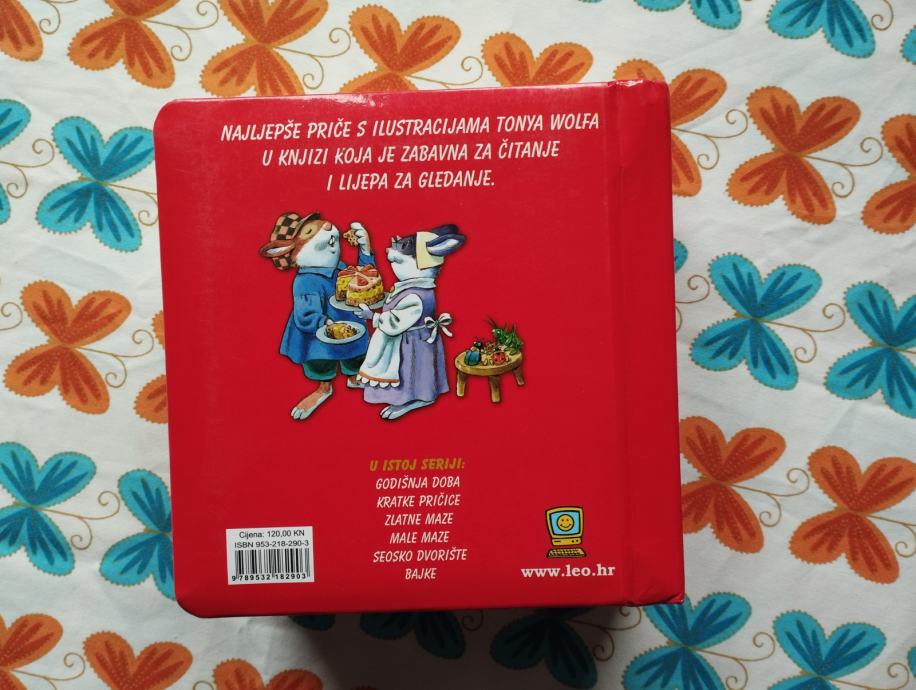 NAJLJEPŠE PRIČE S ILUSTRACIJAMA TONYA WOLFA
U KNJIZI KOJA JE ZABAVNA ZA ČITANJE
I LIJEPA ZA GLEDANJE.
U ISTOJ SERIJI:
GODIŠNJA DOBA
KRATKE PRIČICE
ZLATNE MAZE
MALE MAZE
SEOSKO DVORIŠTE
BAJKE
Cijena: 120,00 KN
ISBN 953-218-290-3
9 789532 182903
www.leo.hr